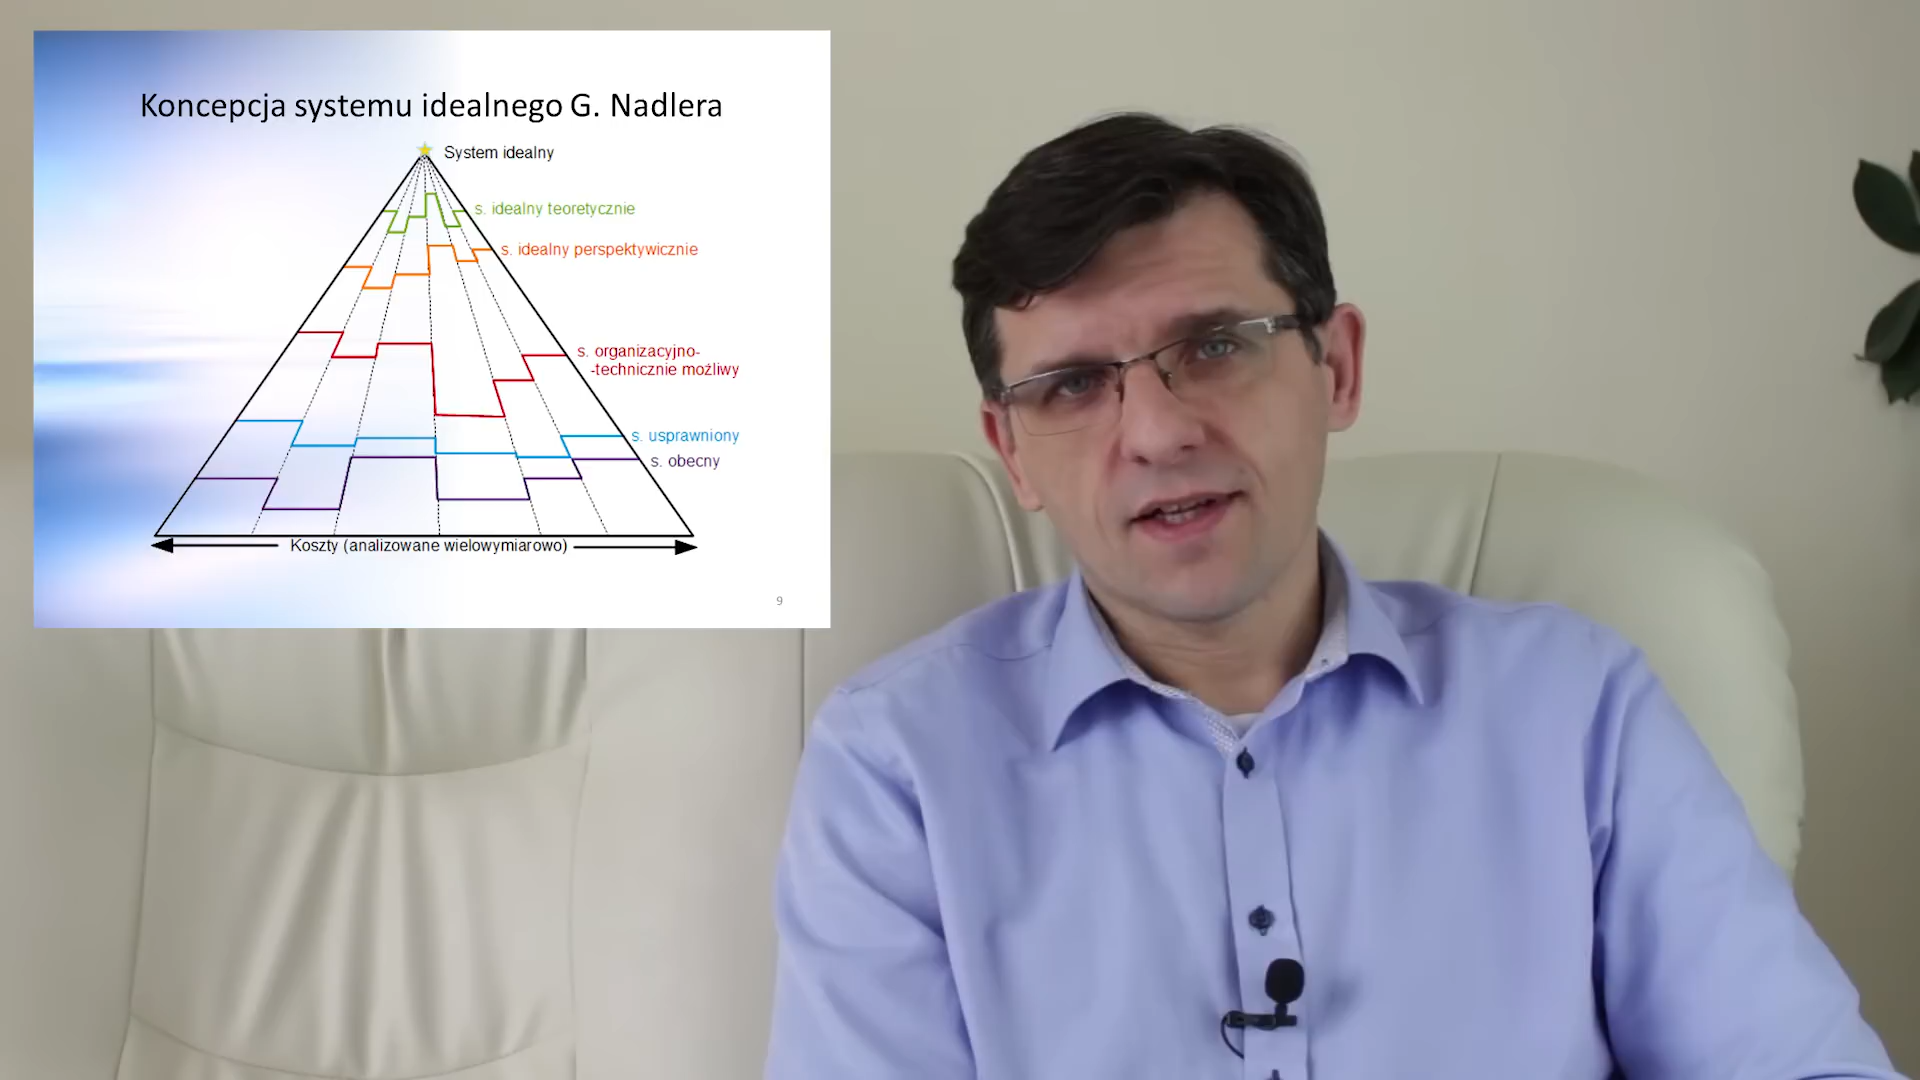 Koncepcja systemu idealnego G. Nadlera
System idealny
s. idealny teoretycznie
s. idealny perspektywicznie
s. organizacyjno-
-technicznie możliwy
s. usprawniony
s. obecny
Koszty (analizowane wielowymiarowo)
9